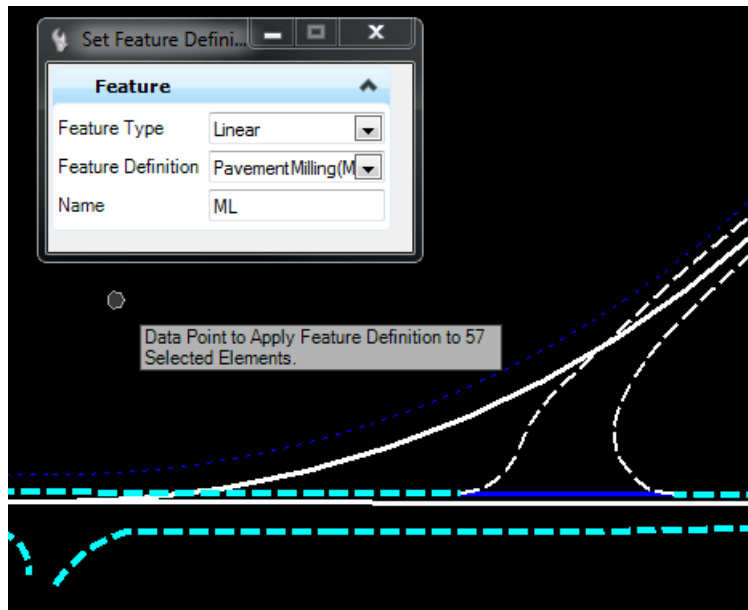 Set Feature Defini...
Feature
Feature Type Linear
Feature Definition PavementMilling(M
Name ML
Data Point to Apply Feature Definition to 57
Selected Elements.